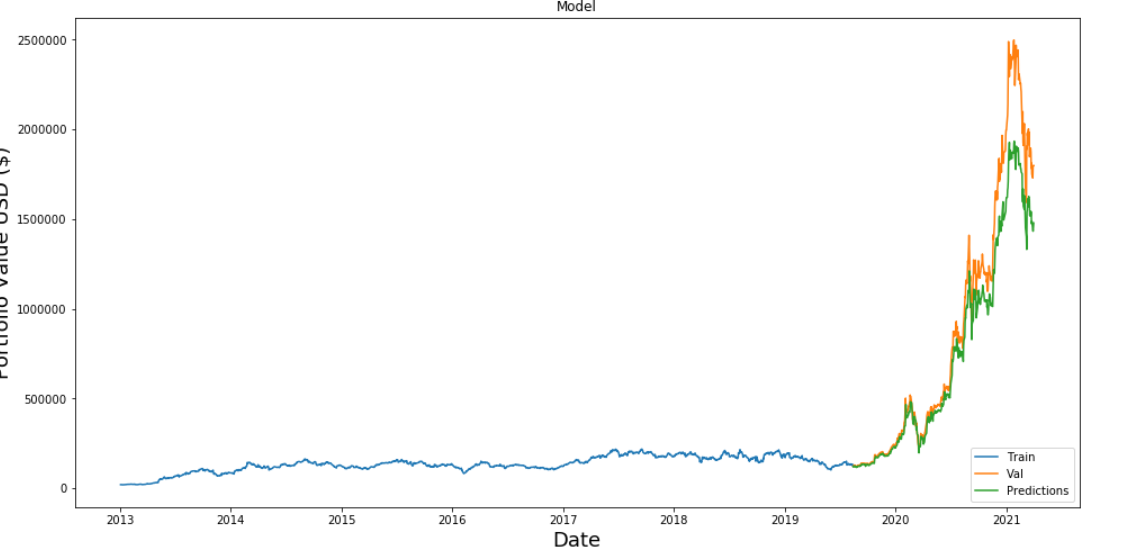 Model
Portfolio Value USD ($)
2500000
2000000
1500000
1000000
500000
0
2013 2014 2015 2016 2017 2018 2019 2020 2021
Date
Train
Val
Predictions